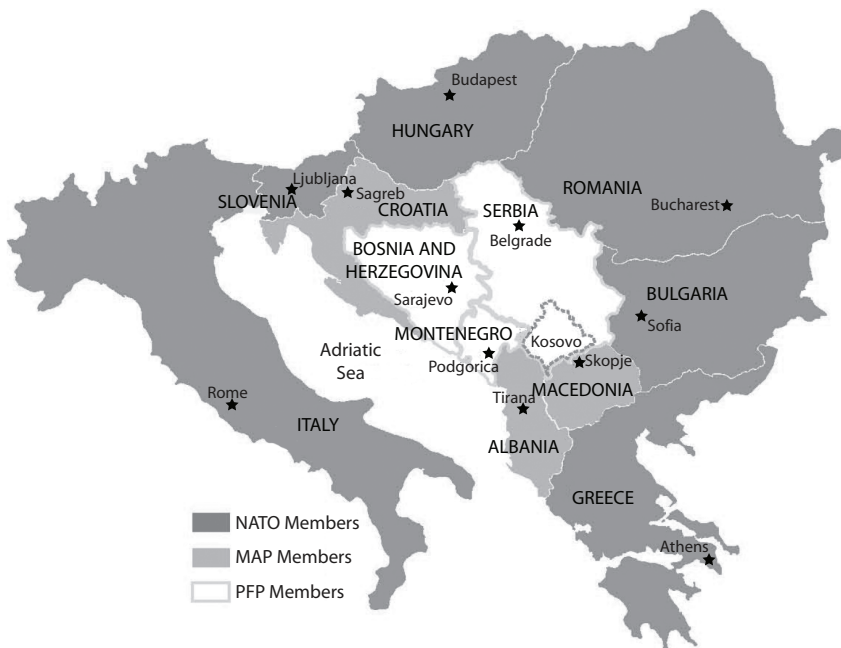 Budapest
HUNGARY
Ljubljana
SLOVENIA
Sagreb
CROATIA
SERBIA
Belgrade
ROMANIA
Bucharest
BOSNIA AND
HERZEGOVINA
Sarajevo
BULGARIA
Sofia
MONTENEGRO
Podgorica
Kosovo
Skopje
MACEDONIA
Adriatic
Sea
Tirana
ALBANIA
Rome
ITALY
GREECE
Athens
NATO Members
MAP Members
PFP Members